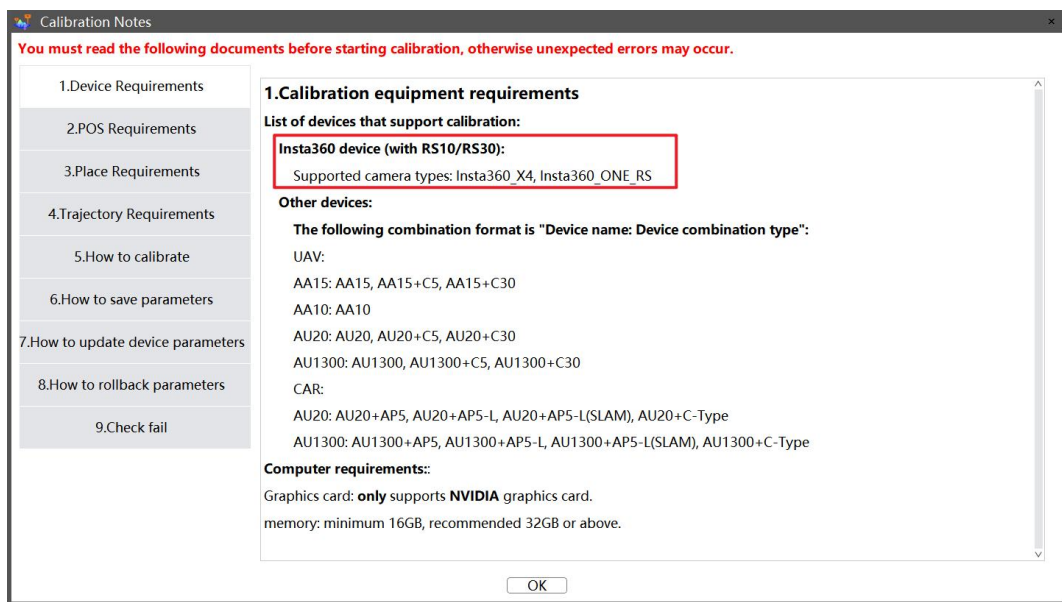 Calibration Notes
×
You must read the following documents before starting calibration, otherwise unexpected errors may occur.
1.Device Requirements
2.POS Requirements
3.Place Requirements
4.Trajectory Requirements
5.How to calibrate
6.How to save parameters
7.How to update device parameters
8.How to rollback parameters
9.Check fail
1.Calibration equipment requirements
List of devices that support calibration:
Insta360 device (with RS10/RS30):
Supported camera types: Insta360_X4, Insta360_ONE_RS
Other devices:
The following combination format is "Device name: Device combination type":
UAV:
AA15: AA15, AA15+C5, AA15+C30
AA10: AA10
AU20: AU20, AU20+C5, AU20+C30
AU1300: AU1300, AU1300+C5, AU1300+C30
CAR:
AU20: AU20+AP5, AU20+AP5-L, AU20+AP5-L(SLAM), AU20+C-Type
AU1300: AU1300+AP5, AU1300+AP5-L, AU1300+AP5-L(SLAM), AU1300+C-Type
Computer requirements::
Graphics card: only supports NVIDIA graphics card.
memory: minimum 16GB, recommended 32GB or above.
OK